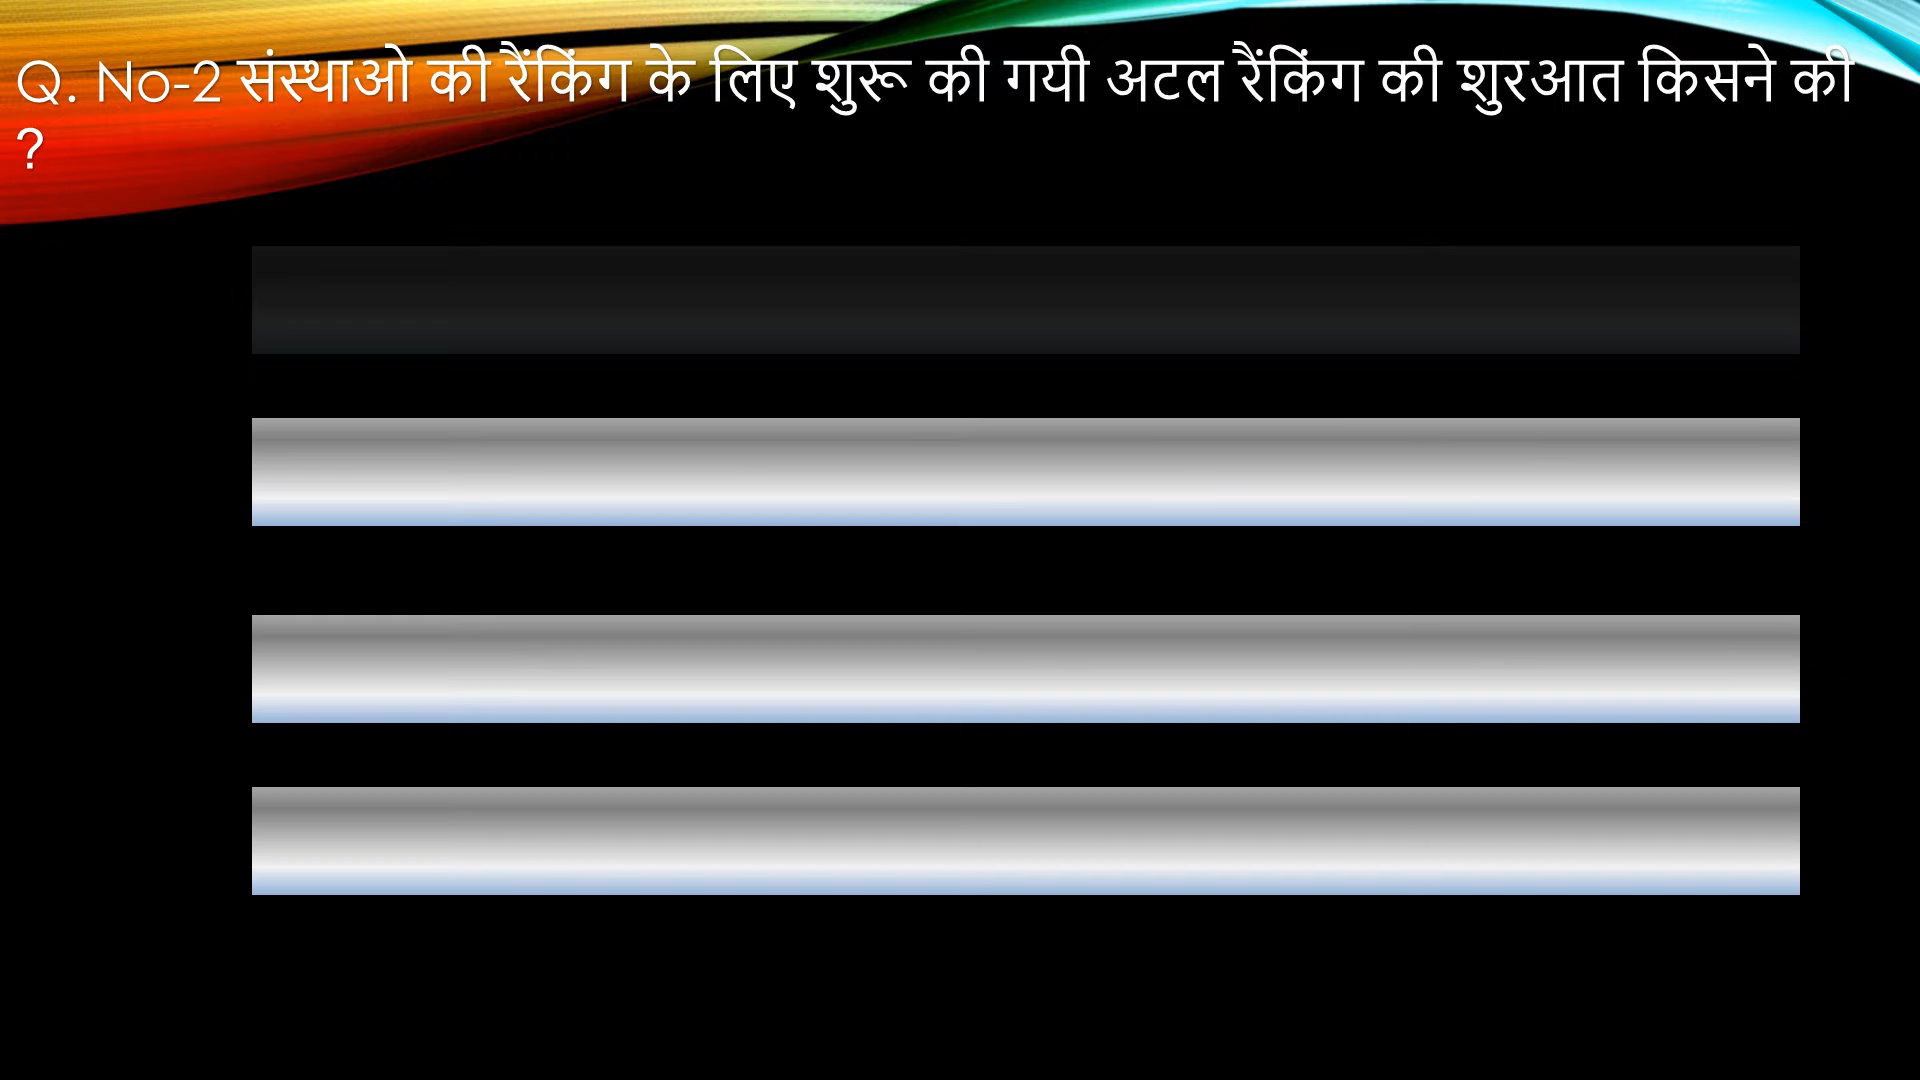 Q. No-2 संस्थाओ की रैंकिंग के लिए शुरू की गयी अटल रैंकिंग की शुरआत किसने की
?